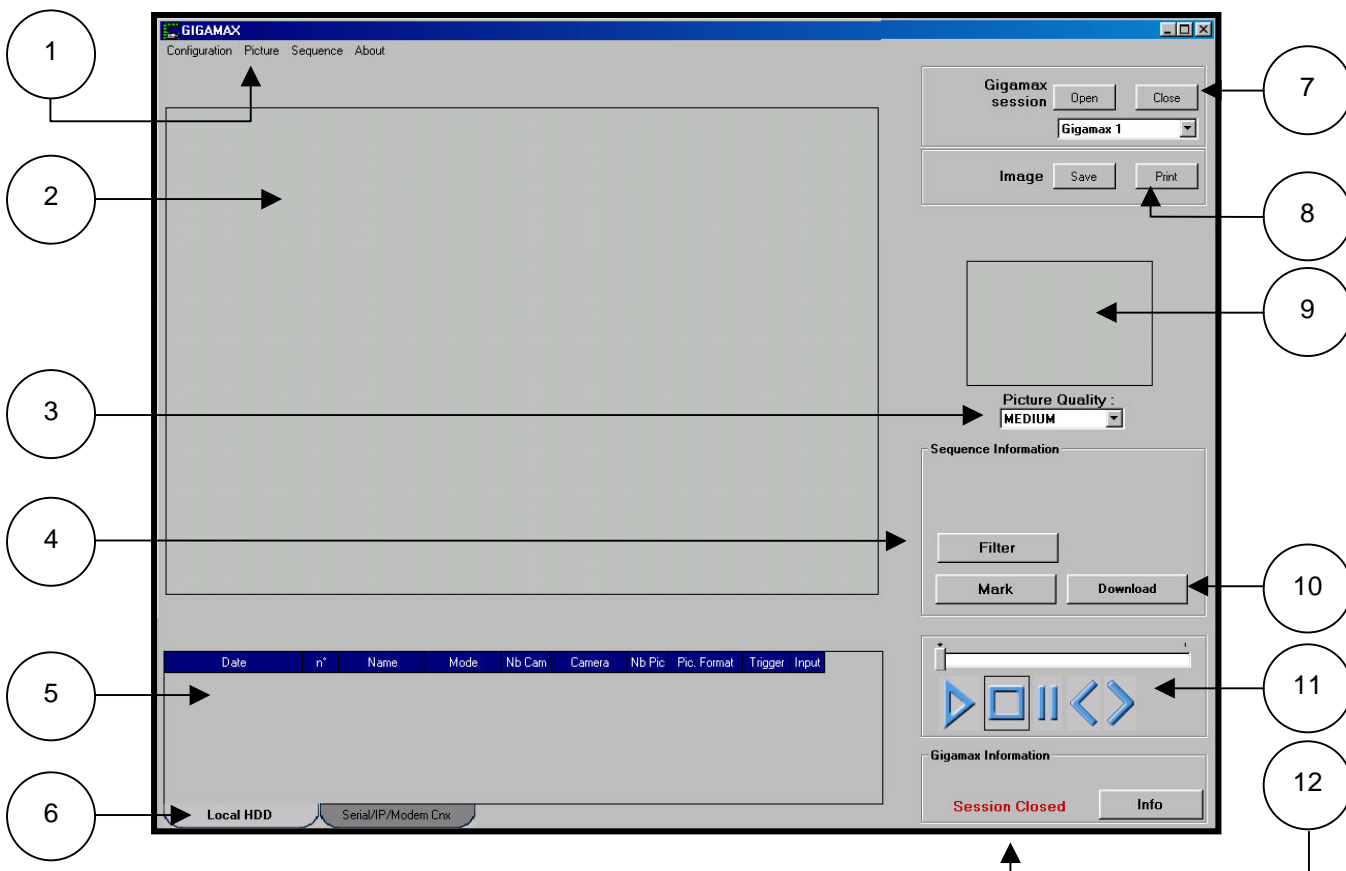 GIGAMAX
Configuration Picture Sequence About
1
2
3
4
5
6
Gigamax session Open Close
Gigamax 1
Image Save Print
Picture Quality :
MEDIUM
Sequence Information
Filter
Mark Download
Date n° Name Mode Nb Cam Camera Nb Pic Pic. Format Trigger Input
Local HDD Serial/IP/Modem Cnx
Gigamax Information
Session Closed Info
7
8
9
10
11
12